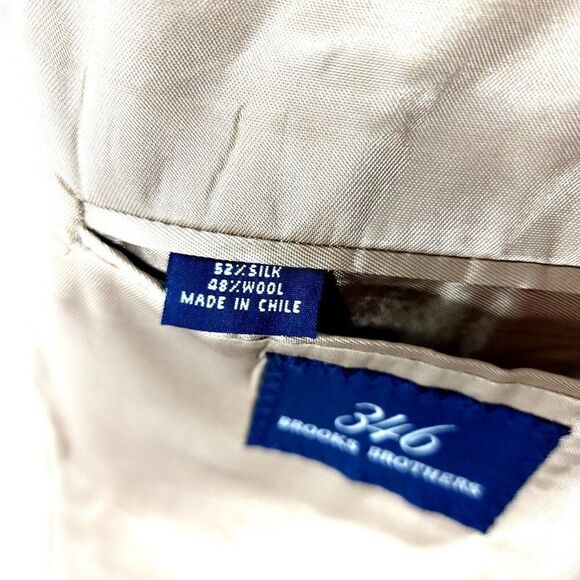 52% SILK
48% WOOL
MADE IN CHILE
346
BROOKS BROTHERS